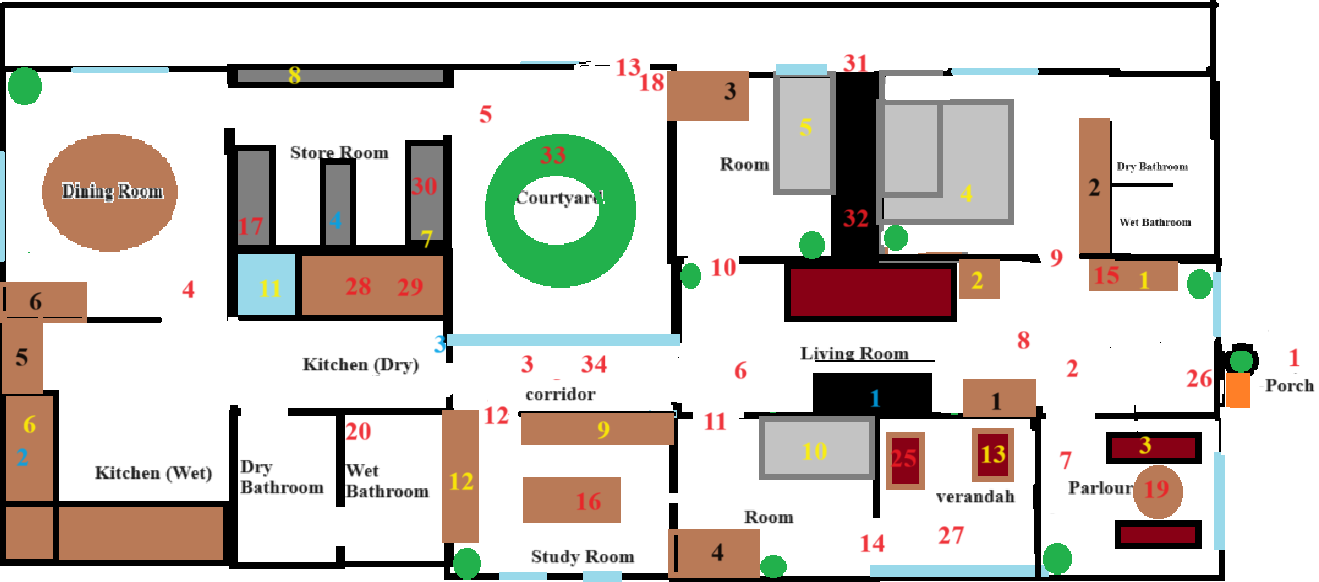 8
13
31
18
3
5
5
33
Store Room
Room
Dry Bathroom
Dining Room
30
2
4
Courtyard
17
4
32
Wet Bathroom
7
4
11
28
29
10
9
2
15
1
6
3
Kitchen (Dry)
3
34
5
corridor
6
Living Room
8
2
26
1
Porch
1
1
6
12
9
11
20
2
Kitchen (Wet)
Dry
Bathroom
Wet
Bathroom
12
16
10
25
13
verandah
7
3
Parlour
19
Room
Study Room
4
14
27